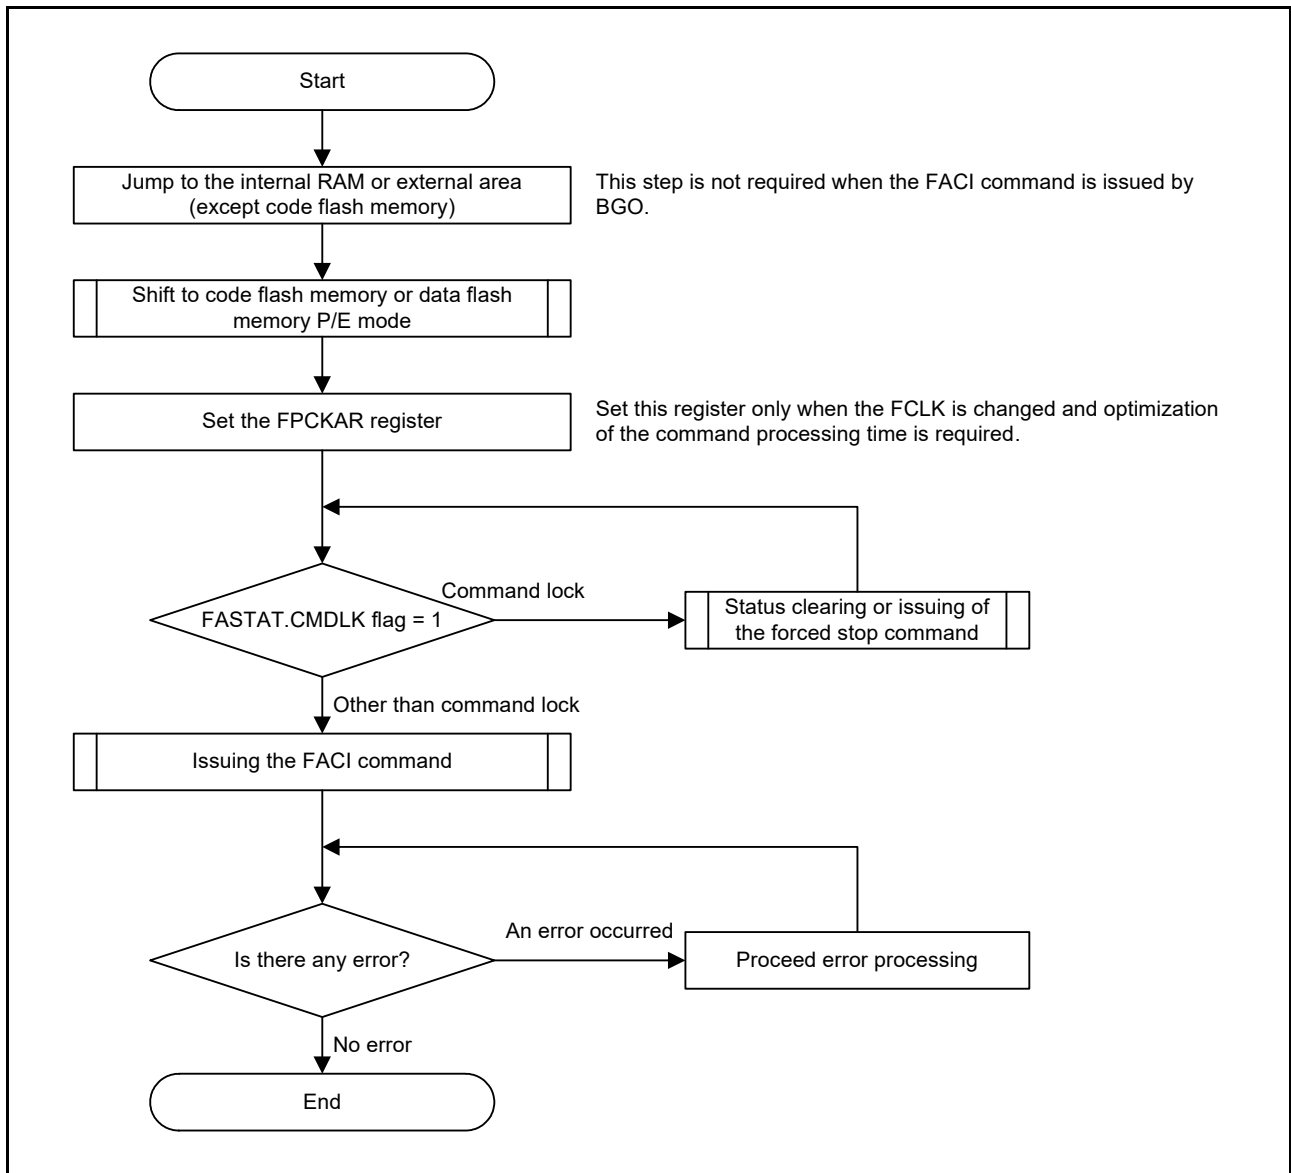 Start
Jump to the internal RAM or external area
(except code flash memory)
This step is not required when the FACI command is issued by
BGO.
Shift to code flash memory or data flash
memory P/E mode
Set the FPCKAR register
Set this register only when the FCLK is changed and optimization
of the command processing time is required.
FASTAT.CMDLK flag = 1
Command lock
Status clearing or issuing of
the forced stop command
Other than command lock
Issuing the FACI command
Is there any error?
An error occurred
Proceed error processing
No error
End